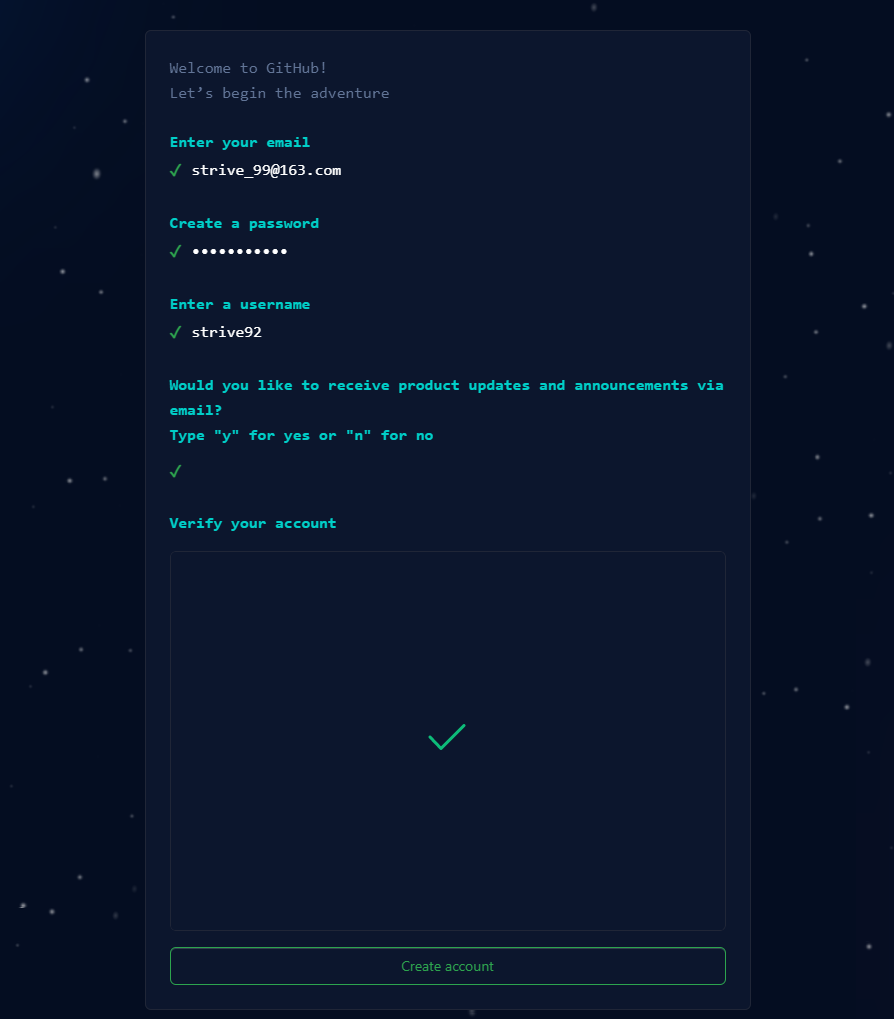 Welcome to GitHub!
Let’s begin the adventure
Enter your email
✓ strive_99@163.com
Create a password
✓ •••••••••••
Enter a username
✓ strive92
Would you like to receive product updates and announcements via
email?
Type "y" for yes or "n" for no
✓
Verify your account
Create account